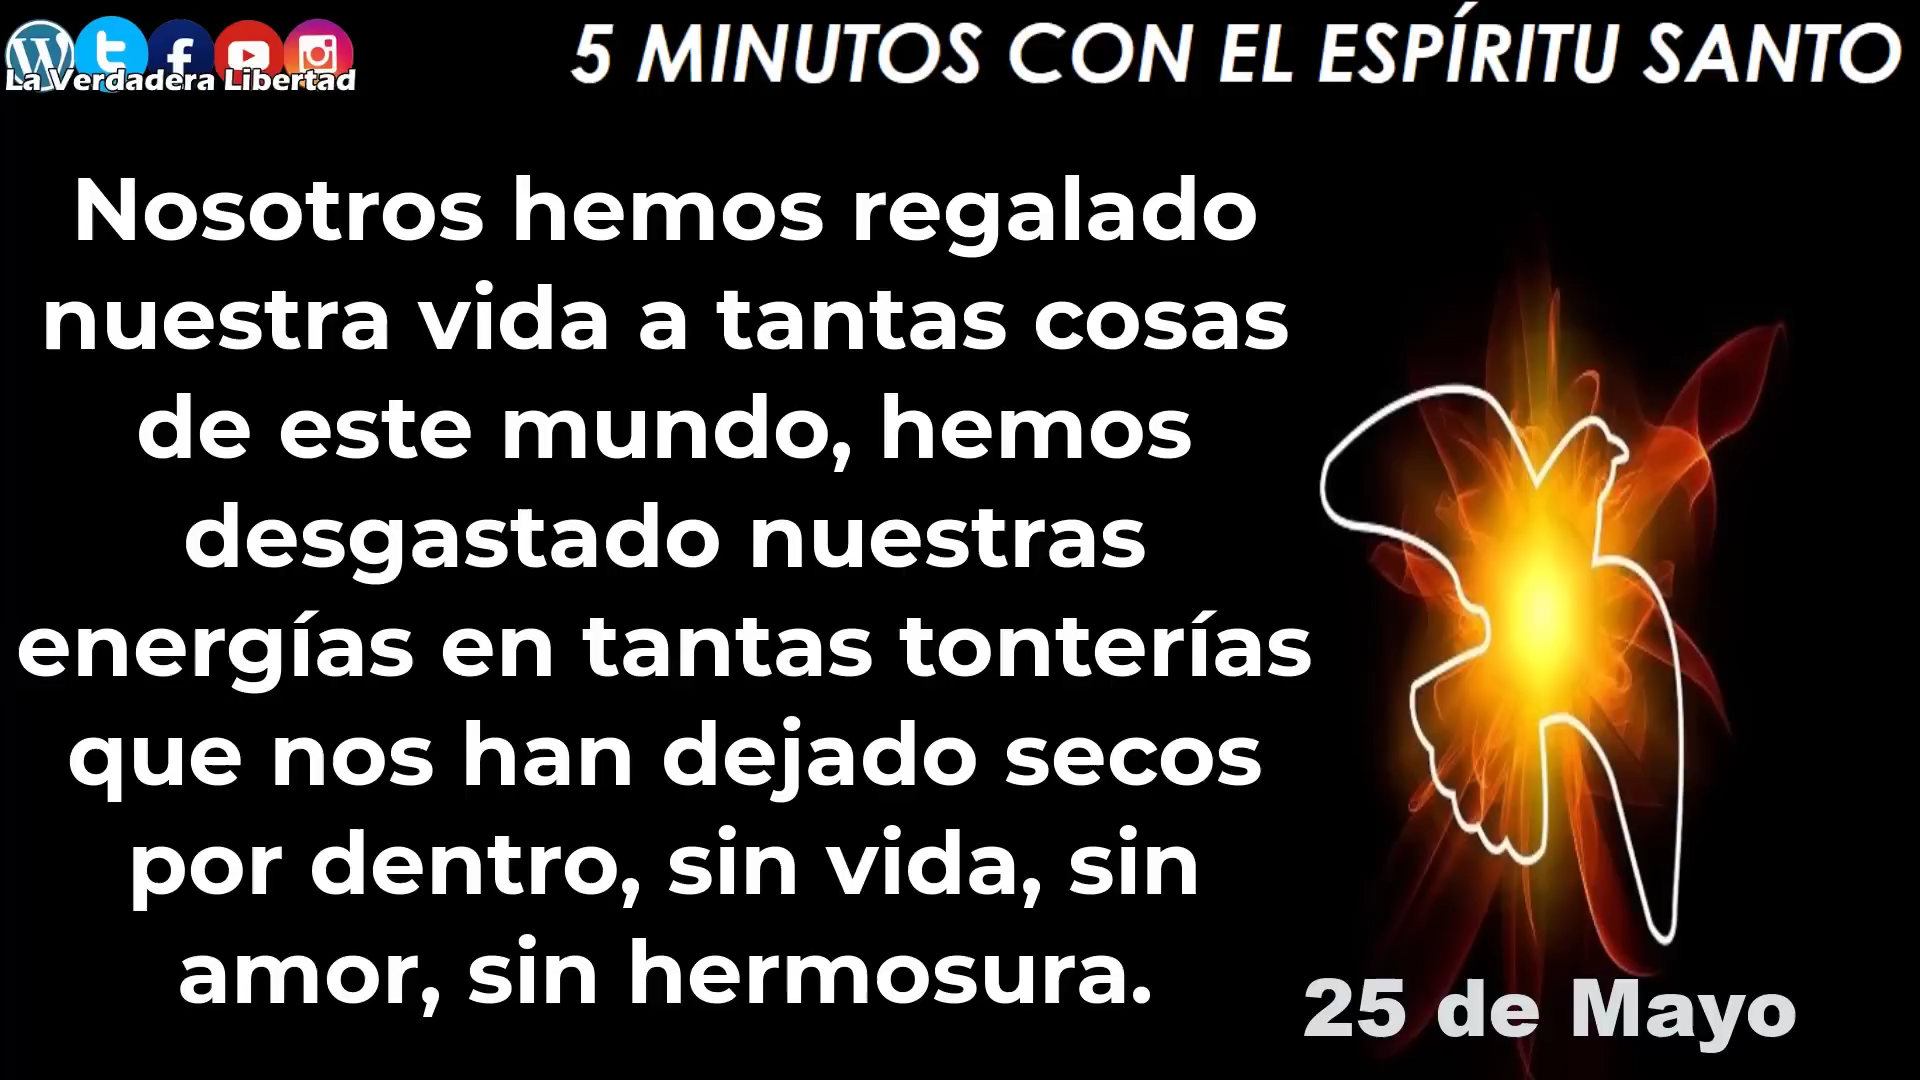 La Verdadera Libertad
5 MINUTOS CON EL ESPÍRITU SANTO
Nosotros hemos regalado
nuestra vida a tantas cosas
de este mundo, hemos
desgastado nuestras
energías en tantas tonterías
que nos han dejado secos
por dentro, sin vida, sin
amor, sin hermosura.
25 de Mayo